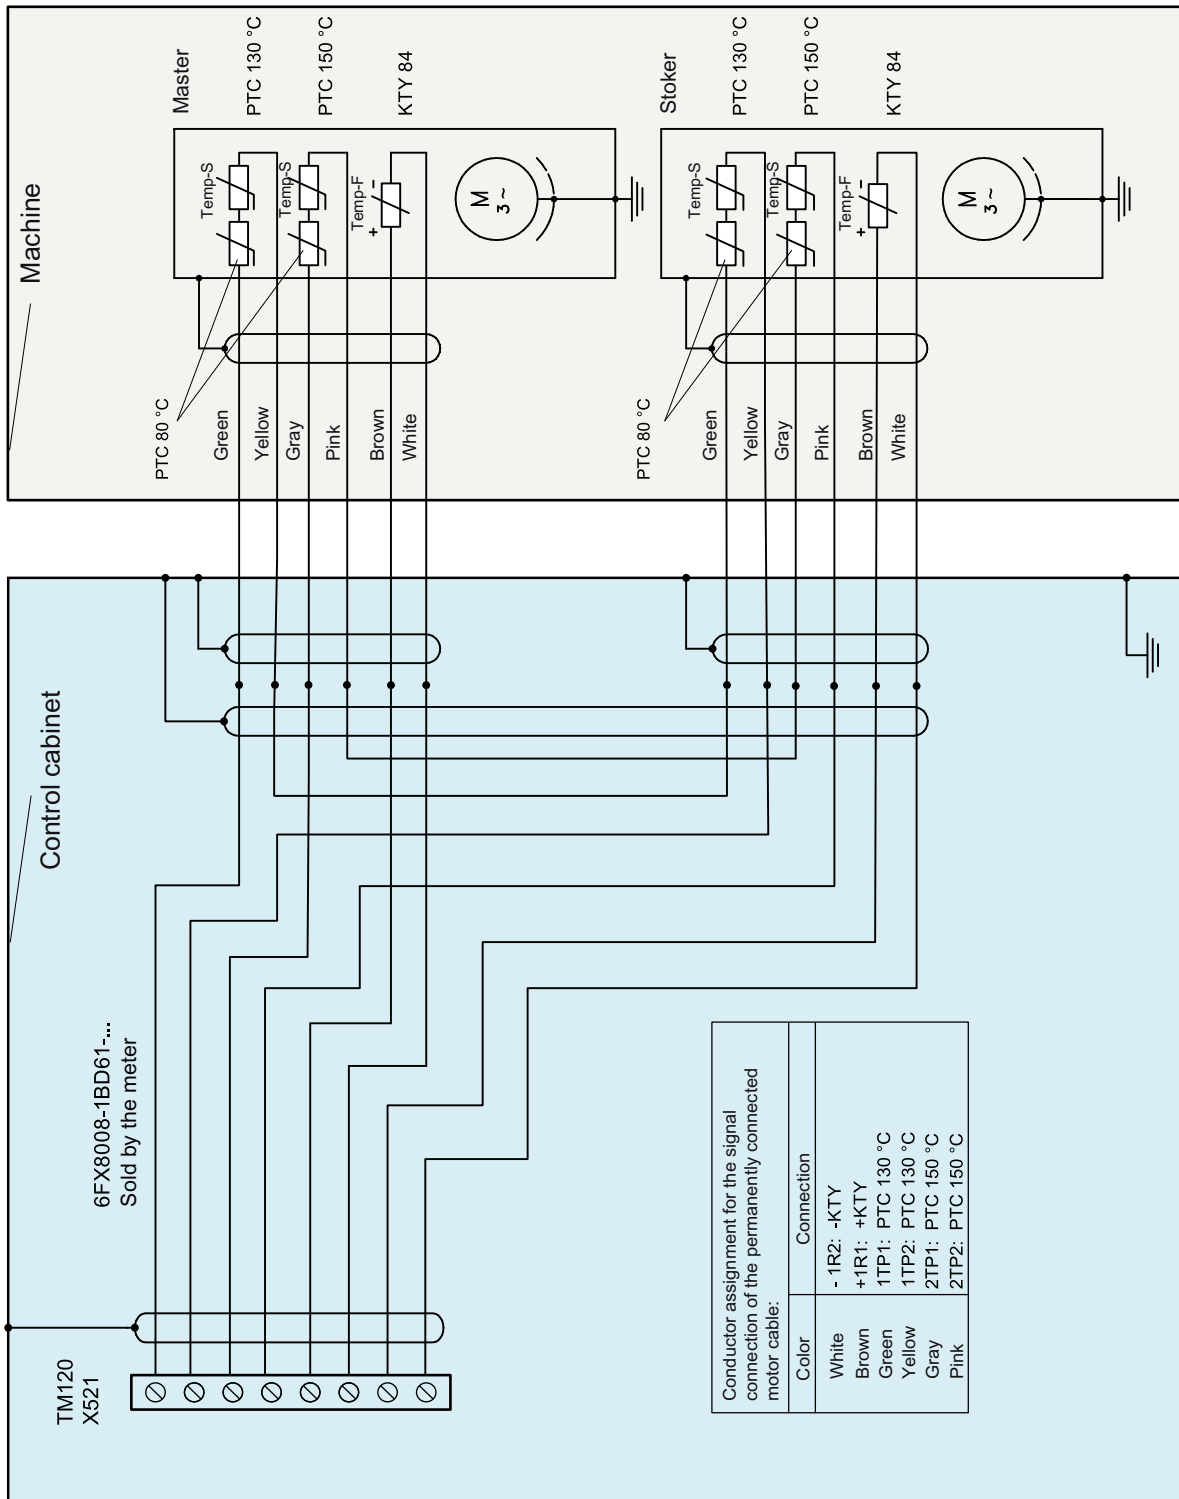 Machine
Master
PTC 130 °C
PTC 150 °C
KTY 84
Temp-S
Temp-S
Temp-F
+
-
M
3 ~
PTC 80 °C
Green
Yellow
Gray
Pink
Brown
White
Stoker
PTC 130 °C
PTC 150 °C
KTY 84
Temp-S
Temp-S
Temp-F
+
-
M
3 ~
PTC 80 °C
Green
Yellow
Gray
Pink
Brown
White
Control cabinet
6FX8008-1BD61-...
Sold by the meter
TM120
X521
Conductor assignment for the signal
connection of the permanently connected
motor cable:
Color Connection
White - 1R2: -KTY
Brown +1R1: +KTY
Green 1TP1: PTC 130 °C
Yellow 1TP2: PTC 130 °C
Gray 2TP1: PTC 150 °C
Pink 2TP2: PTC 150 °C